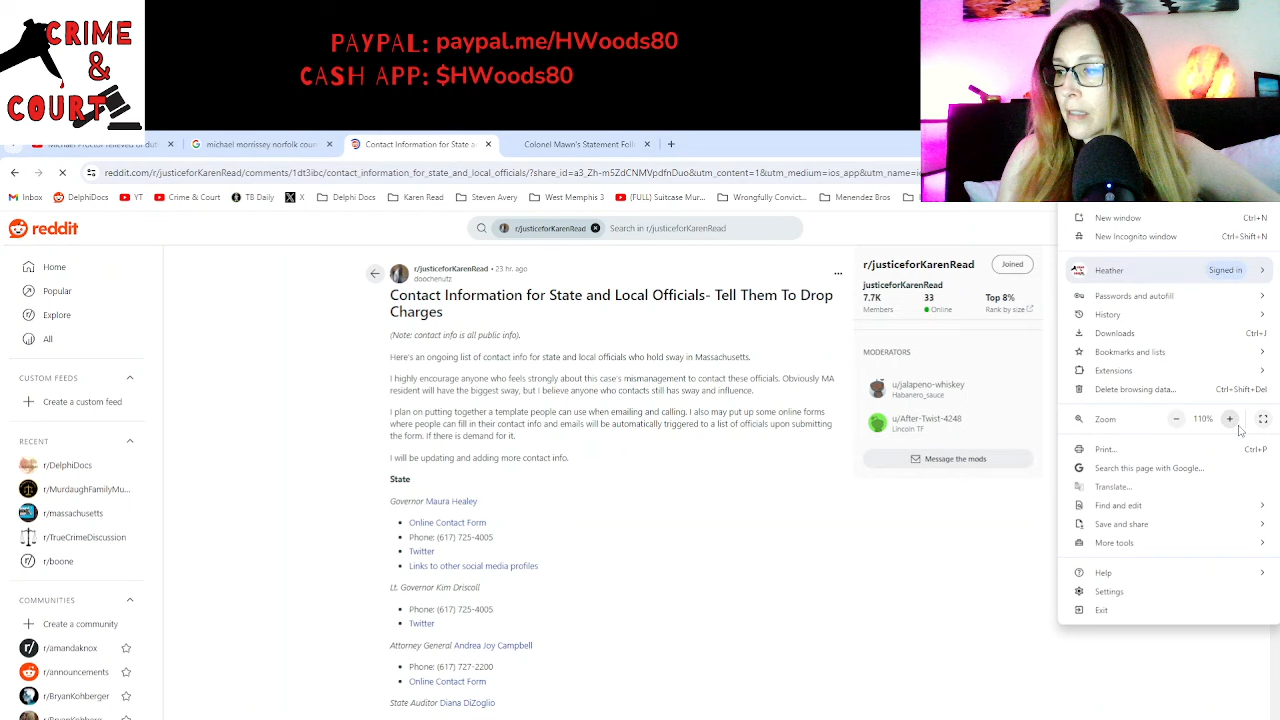 CRIME
&
COURT
PAYPAL: paypal.me/HWoods80
CASH APP: $HWoods80
Michael Proctor relieved of dut
michael morrissey norfolk coun
Contact Information for State a
Colonel Mawn's Statement Foll
reddit.com/r/justiceforKarenRead/comments/1dt3ibc/contact_information_for_state_and_local_officials/?share_id=a3_Zh-m5ZdCNMVpdfnDuo&utm_medium=ios_app&utm_name=i
Inbox
DelphiDocs
YT
Crime & Court
TB Daily
X
Delphi Docs
Karen Read
Steven Avery
West Memphis 3
(FULL) Suitcase Mur...
Wrongfully Convict...
Menendez Bros
reddit
r/justiceforKarenRead
Search in r/justiceforKarenRead
Home
Popular
Explore
All
CUSTOM FEEDS
Create a custom feed
RECENT
r/DelphiDocs
r/MurdaughFamilyMu...
r/massachusetts
r/TrueCrimeDiscussion
r/boone
COMMUNITIES
Create a community
r/amandaknox
r/announcements
r/BryanKohberger
r/BryanKohberg
r/justiceforKarenRead • 23 hr. ago
doochenutz
Contact Information for State and Local Officials- Tell Them To Drop
Charges
(Note: contact info is all public info).
Here's an ongoing list of contact info for state and local officials who hold sway in Massachusetts.
I highly encourage anyone who feels strongly about this case's mismanagement to contact these officials. Obviously MA
resident will have the biggest sway, but I believe anyone who contacts still has sway and influence.
I plan on putting together a template people can use when emailing and calling. I also may put up some online forms
where people can fill in their contact info and emails will be automatically triggered to a list of officials upon submitting
the form. If there is demand for it.
I will be updating and adding more contact info.
State
Governor Maura Healey
• Online Contact Form
• Phone: (617) 725-4005
• Twitter
• Links to other social media profiles
Lt. Governor Kim Driscoll
• Phone: (617) 725-4005
• Twitter
Attorney General Andrea Joy Campbell
• Phone: (617) 727-2200
• Online Contact Form
State Auditor Diana DiZoglio
r/justiceforKarenRead
Joined
justiceforKarenRead
7.7K
33
Top 8%
Members
Online
Rank by size
MODERATORS
u/jalapeno-whiskey
Habanero_sauce
u/After-Twist-4248
Lincoln TF
Message the mods
New window Ctrl+N
New Incognito window Ctrl+Shift+N
Heather Signed in
Passwords and autofill
History
Downloads Ctrl+J
Bookmarks and lists
Extensions
Delete browsing data... Ctrl+Shift+Del
Zoom − 110% +
Print... Ctrl+P
Search this page with Google...
Translate...
Find and edit
Save and share
More tools
Help
Settings
Exit